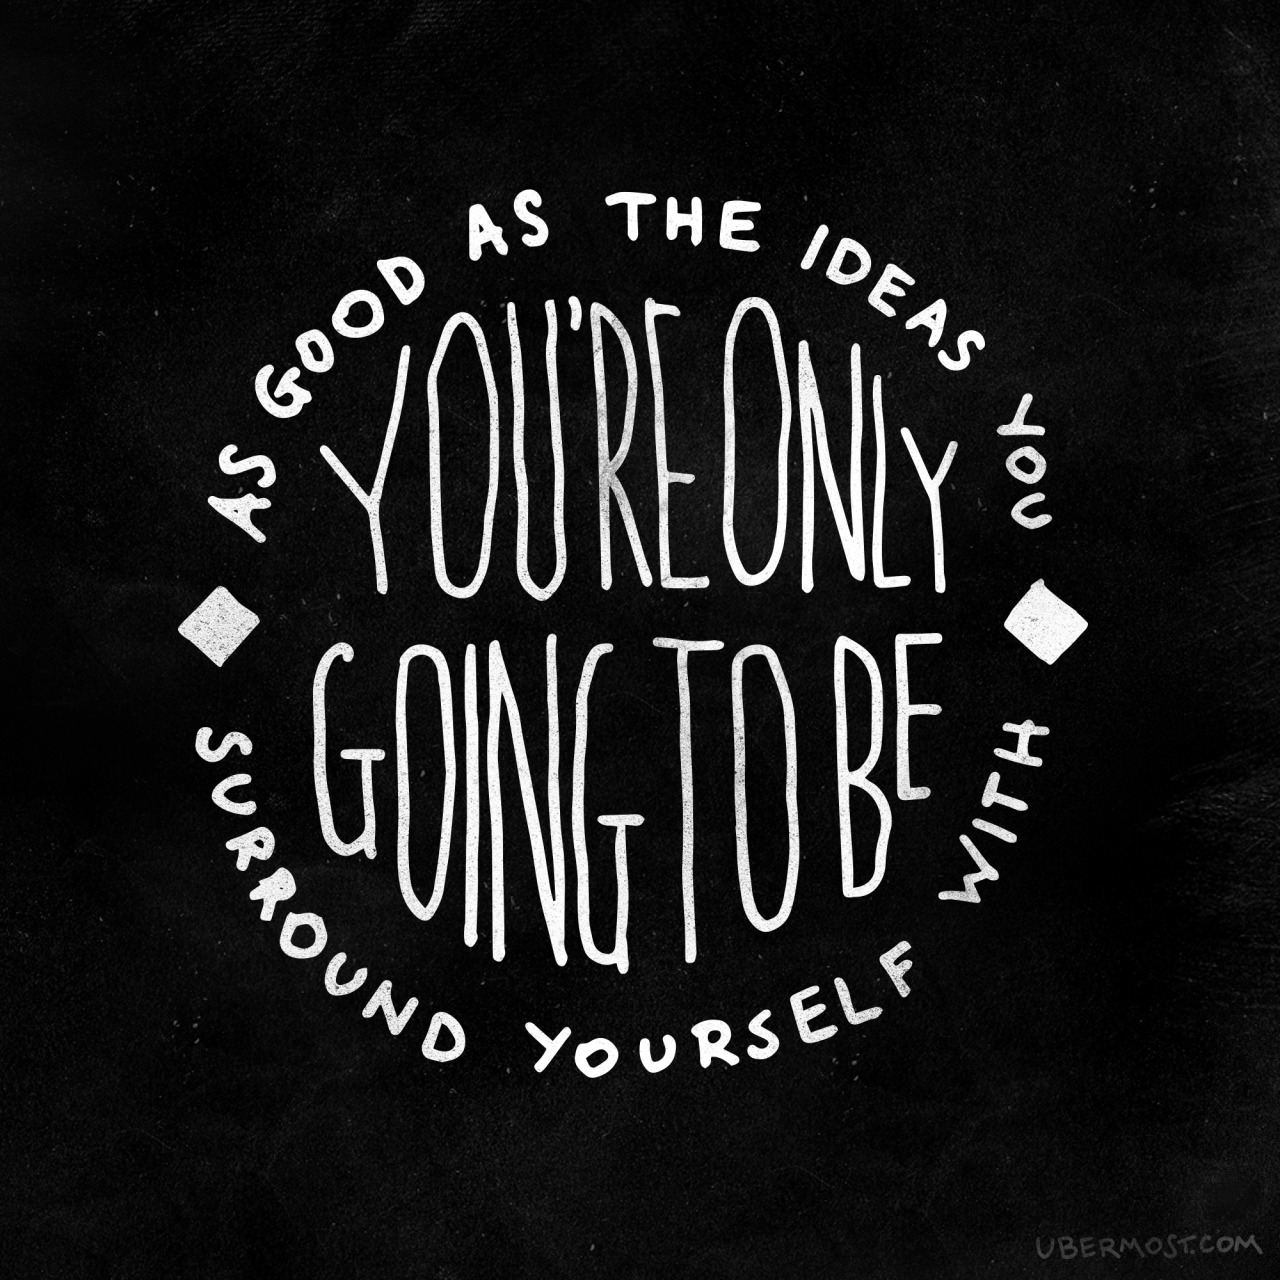 YOU'RE ONLY
GOING TO BE
AS GOOD AS THE IDEAS YOU
SURROUND YOURSELF WITH
UBERMOST.COM